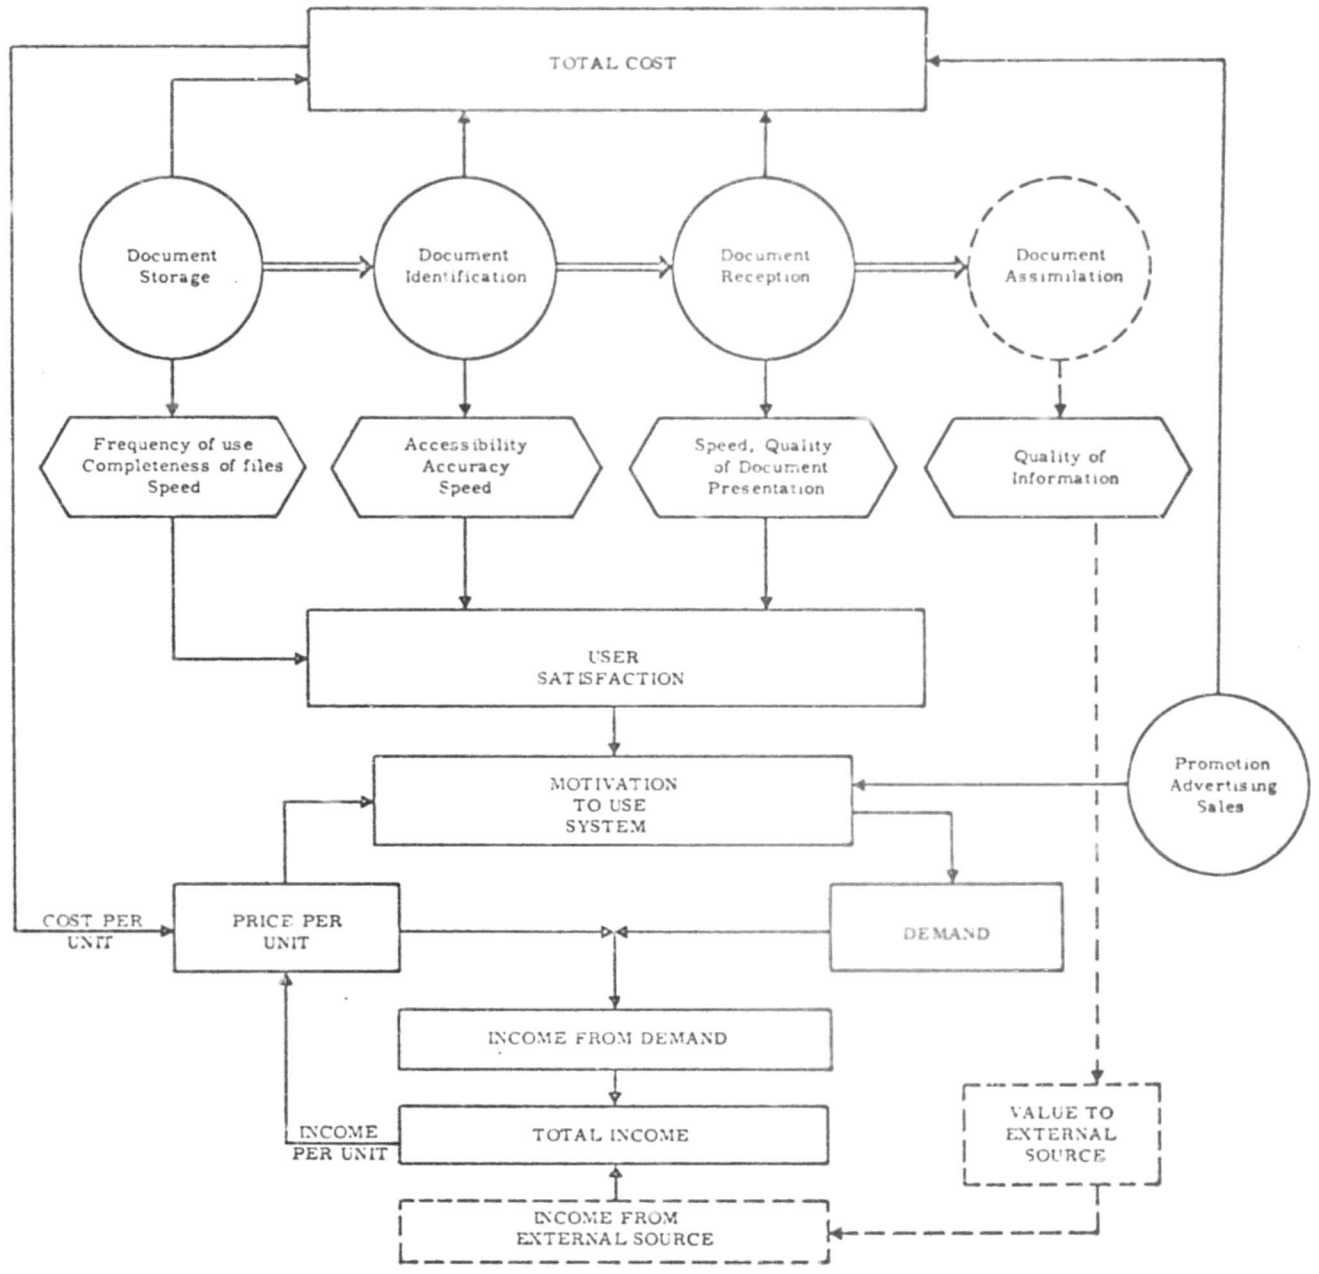 TOTAL COST
Document
Storage
Document
Identification
Document
Reception
Document
Assimilation
Frequency of use
Completeness of files
Speed
Accessibility
Accuracy
Speed
Speed, Quality
of Document
Presentation
Quality of
Information
USER
SATISFACTION
MOTIVATION
TO USE
SYSTEM
Promotion
Advertising
Sales
COST PER
UNIT
PRICE PER
UNIT
DEMAND
INCOME FROM DEMAND
INCOME
PER UNIT
TOTAL INCOME
VALUE TO
EXTERNAL
SOURCE
INCOME FROM
EXTERNAL SOURCE